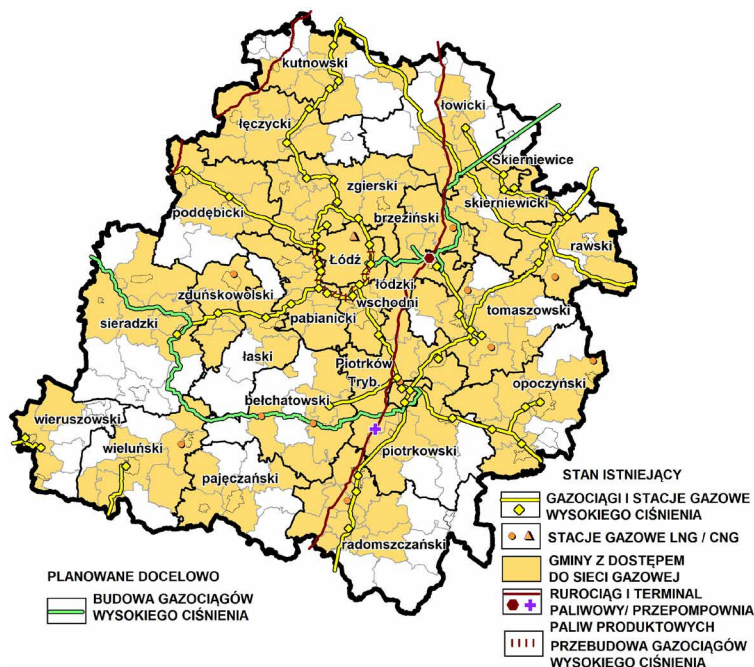 kutnowski
łowicki
łęczycki
Skierniewice
zgierski
skierniewicki
poddębicki
brzeziński
rawski
Łódź
łódzki
zduńskowolski
wschodni
tomaszowski
sieradzki
pabianicki
łaski
Piotrków
Tryb.
opoczyński
bełchatowski
wieruszowski
wieluński
piotrkowski
pajęczański
radomszczański
STAN ISTNIEJĄCY
GAZOCIĄGI I STACJE GAZOWE
WYSOKIEGO CIŚNIENIA
STACJE GAZOWE LNG / CNG
GMINY Z DOSTĘPEM
DO SIECI GAZOWEJ
RUROCIĄG I TERMINAL
PALIWOWY/ PRZEPOMPOWNIA
PALIW PRODUKTOWYCH
PRZEBUDOWA GAZOCIĄGÓW
WYSOKIEGO CIŚNIENIA
PLANOWANE DOCELOWO
BUDOWA GAZOCIĄGÓW
WYSOKIEGO CIŚNIENIA